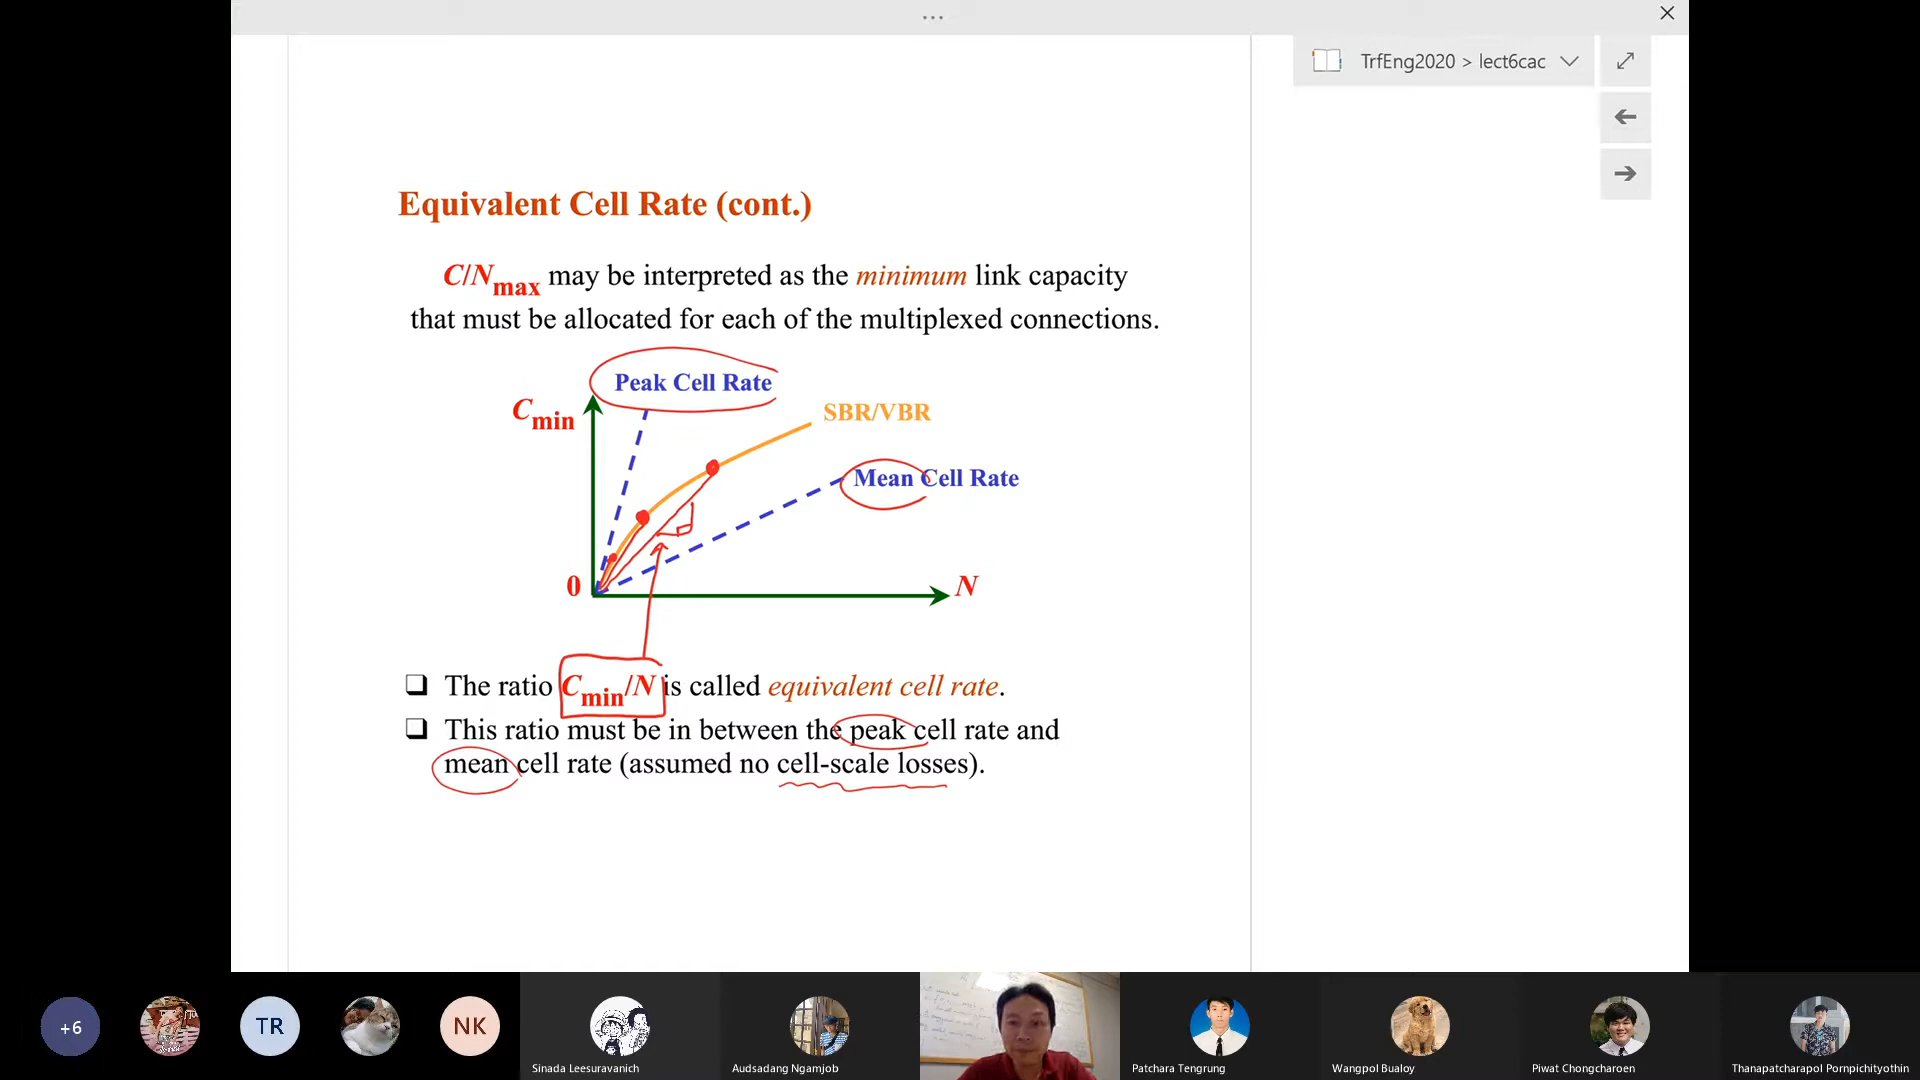 TrfEng2020 > lect6cac
Equivalent Cell Rate (cont.)
C/Nmax may be interpreted as the minimum link capacity
that must be allocated for each of the multiplexed connections.
Peak Cell Rate
Cmin
SBR/VBR
Mean Cell Rate
0
N
❑ The ratio Cmin/N is called equivalent cell rate.
❑ This ratio must be in between the peak cell rate and
mean cell rate (assumed no cell-scale losses).
+6
TR
NK
Sinada Leesuravanich
Audsadang Ngamjob
Patchara Tengrung
Wangpol Bualoy
Piwat Chongcharoen
Thanapatcharapol Pornpichityothin